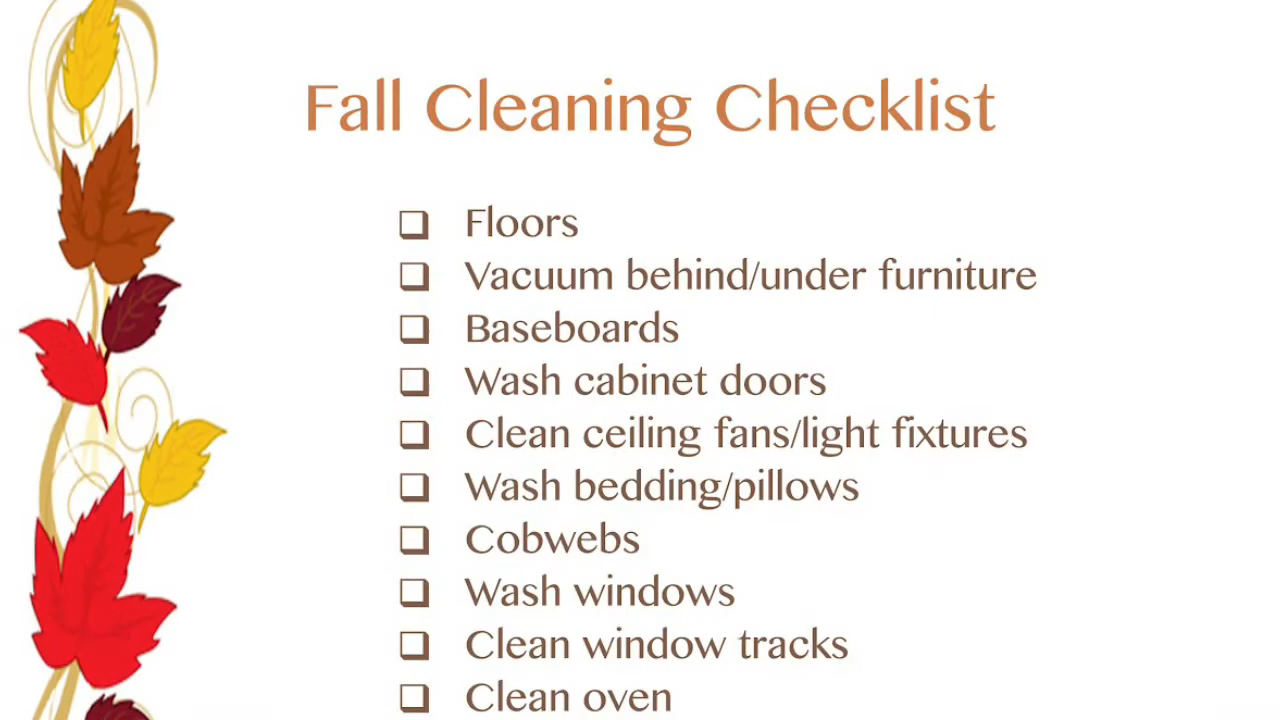 Fall Cleaning Checklist
❑ Floors
❑ Vacuum behind/under furniture
❑ Baseboards
❑ Wash cabinet doors
❑ Clean ceiling fans/light fixtures
❑ Wash bedding/pillows
❑ Cobwebs
❑ Wash windows
❑ Clean window tracks
❑ Clean oven